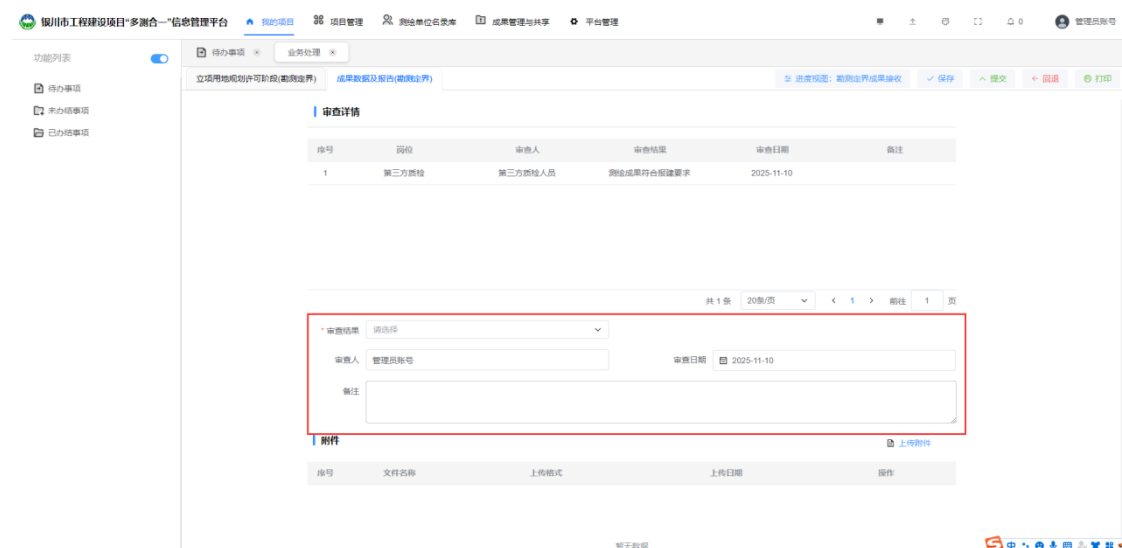 银川市工程建设项目“多测合一”信息管理平台 我的项目 项目管理 测绘单位名录库 成果管理与共享 平台管理 0 管理员账号
功能列表 待办事项 业务处理
立项用地规划许可阶段(勘测定界) 成果数据及报告(勘测定界) 进度视图：勘测定界成果接收 保存 提交 回退 打印
待办事项
未办结事项
已办结事项
审查详情
序号 岗位 审查人 审查结果 审查日期 备注
1 第三方质检 第三方质检人员 测绘成果符合报建要求 2025-11-10
共 1 条 20条/页 1 前往 1 页
* 审查结果 请选择
审查人 管理员账号 审查日期 2025-11-10
备注
附件 上传附件
序号 文件名称 上传格式 上传日期 操作
暂无数据
中